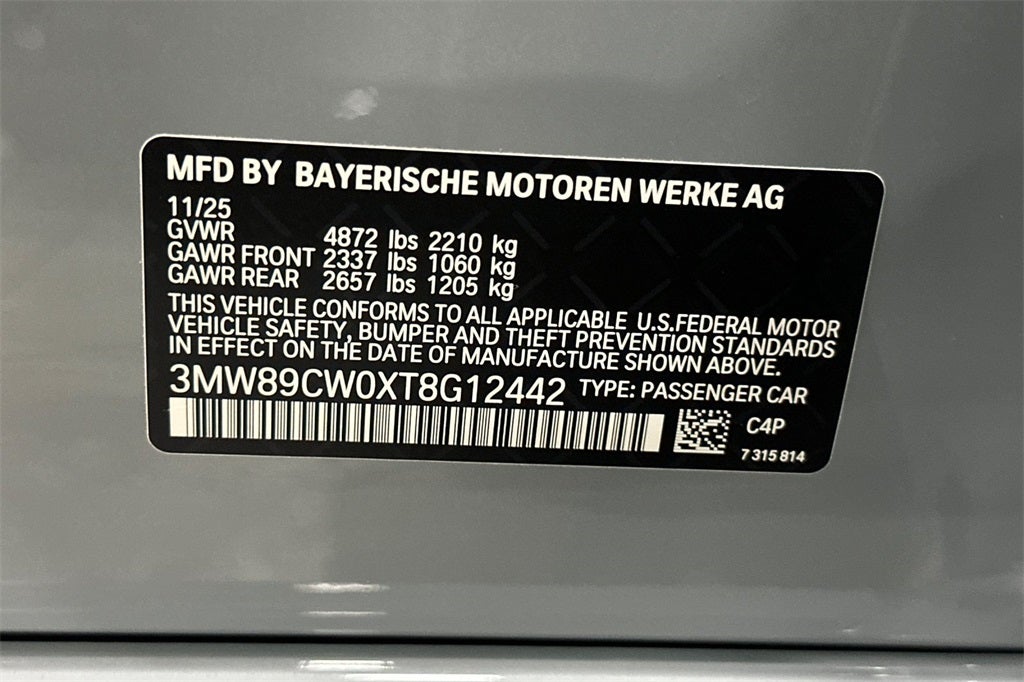 MFD BY BAYERISCHE MOTOREN WERKE AG
11/25
GVWR 4872 lbs 2210 kg
GAWR FRONT 2337 lbs 1060 kg
GAWR REAR 2657 lbs 1205 kg
THIS VEHICLE CONFORMS TO ALL APPLICABLE U.S.FEDERAL MOTOR
VEHICLE SAFETY, BUMPER AND THEFT PREVENTION STANDARDS
IN EFFECT ON THE DATE OF MANUFACTURE SHOWN ABOVE.
3MW89CW0XT8G12442 TYPE: PASSENGER CAR
C4P
7 315 814